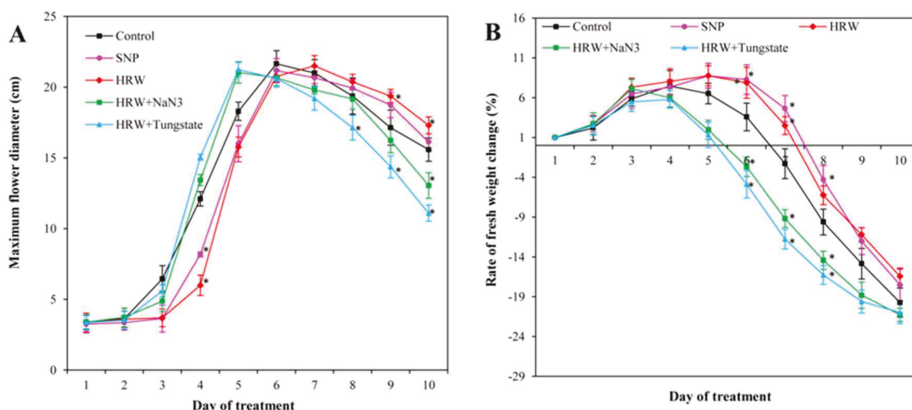 A
Maximum flower diameter (cm)
25
20
15
10
5
0
Control
SNP
HRW
HRW+NaN3
HRW+Tungstate
*
*
*
*
*
*
*
*
1 2 3 4 5 6 7 8 9 10
Day of treatment
B
Rate of fresh weight change (%)
16
11
6
1
-4
-9
-14
-19
-24
-29
Control SNP HRW
HRW+NaN3 HRW+Tungstate
*
*
*
*
*
*
*
*
*
*
*
1 2 3 4 5 6 7 8 9 10
Day of treatment